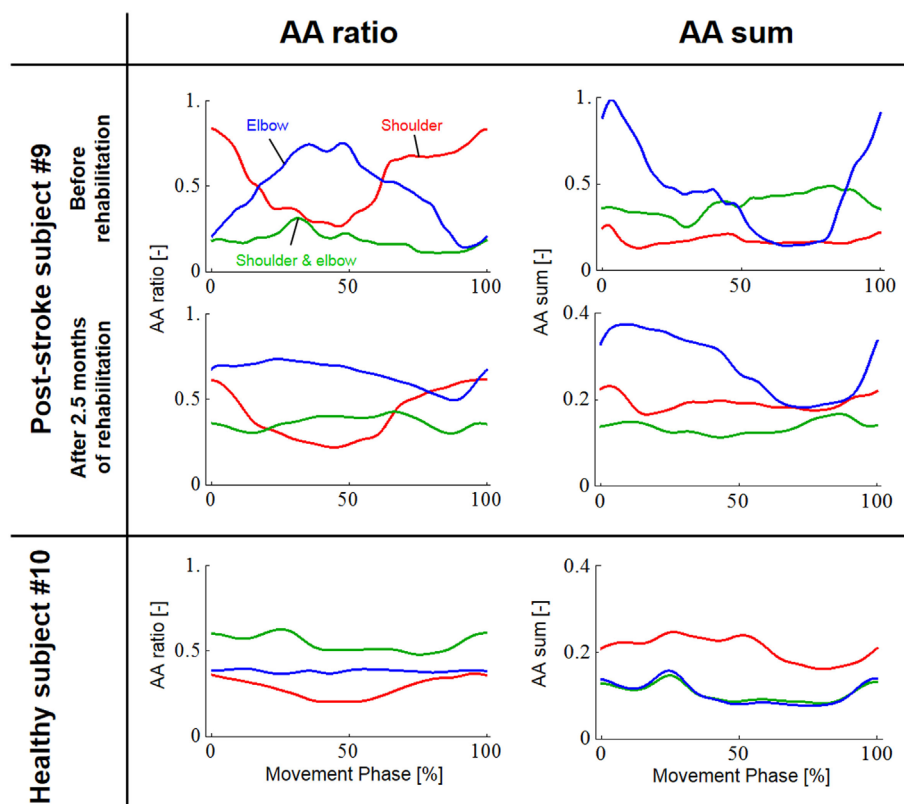 AA ratio
AA sum
Post-stroke subject #9
Before
rehabilitation
AA ratio [-]
1.
0.5
0
Elbow
Shoulder
Shoulder & elbow
0
50
100
AA sum [-]
1.
0.5
0
0
50
100
After 2.5 months
of rehabilitation
1.
0.5
0
0
50
100
0.4
0.2
0
0
50
100
Healthy subject #10
AA ratio [-]
1.
0.5
0
0
50
100
Movement Phase [%]
AA sum [-]
0.4
0.2
0
0
50
100
Movement Phase [%]